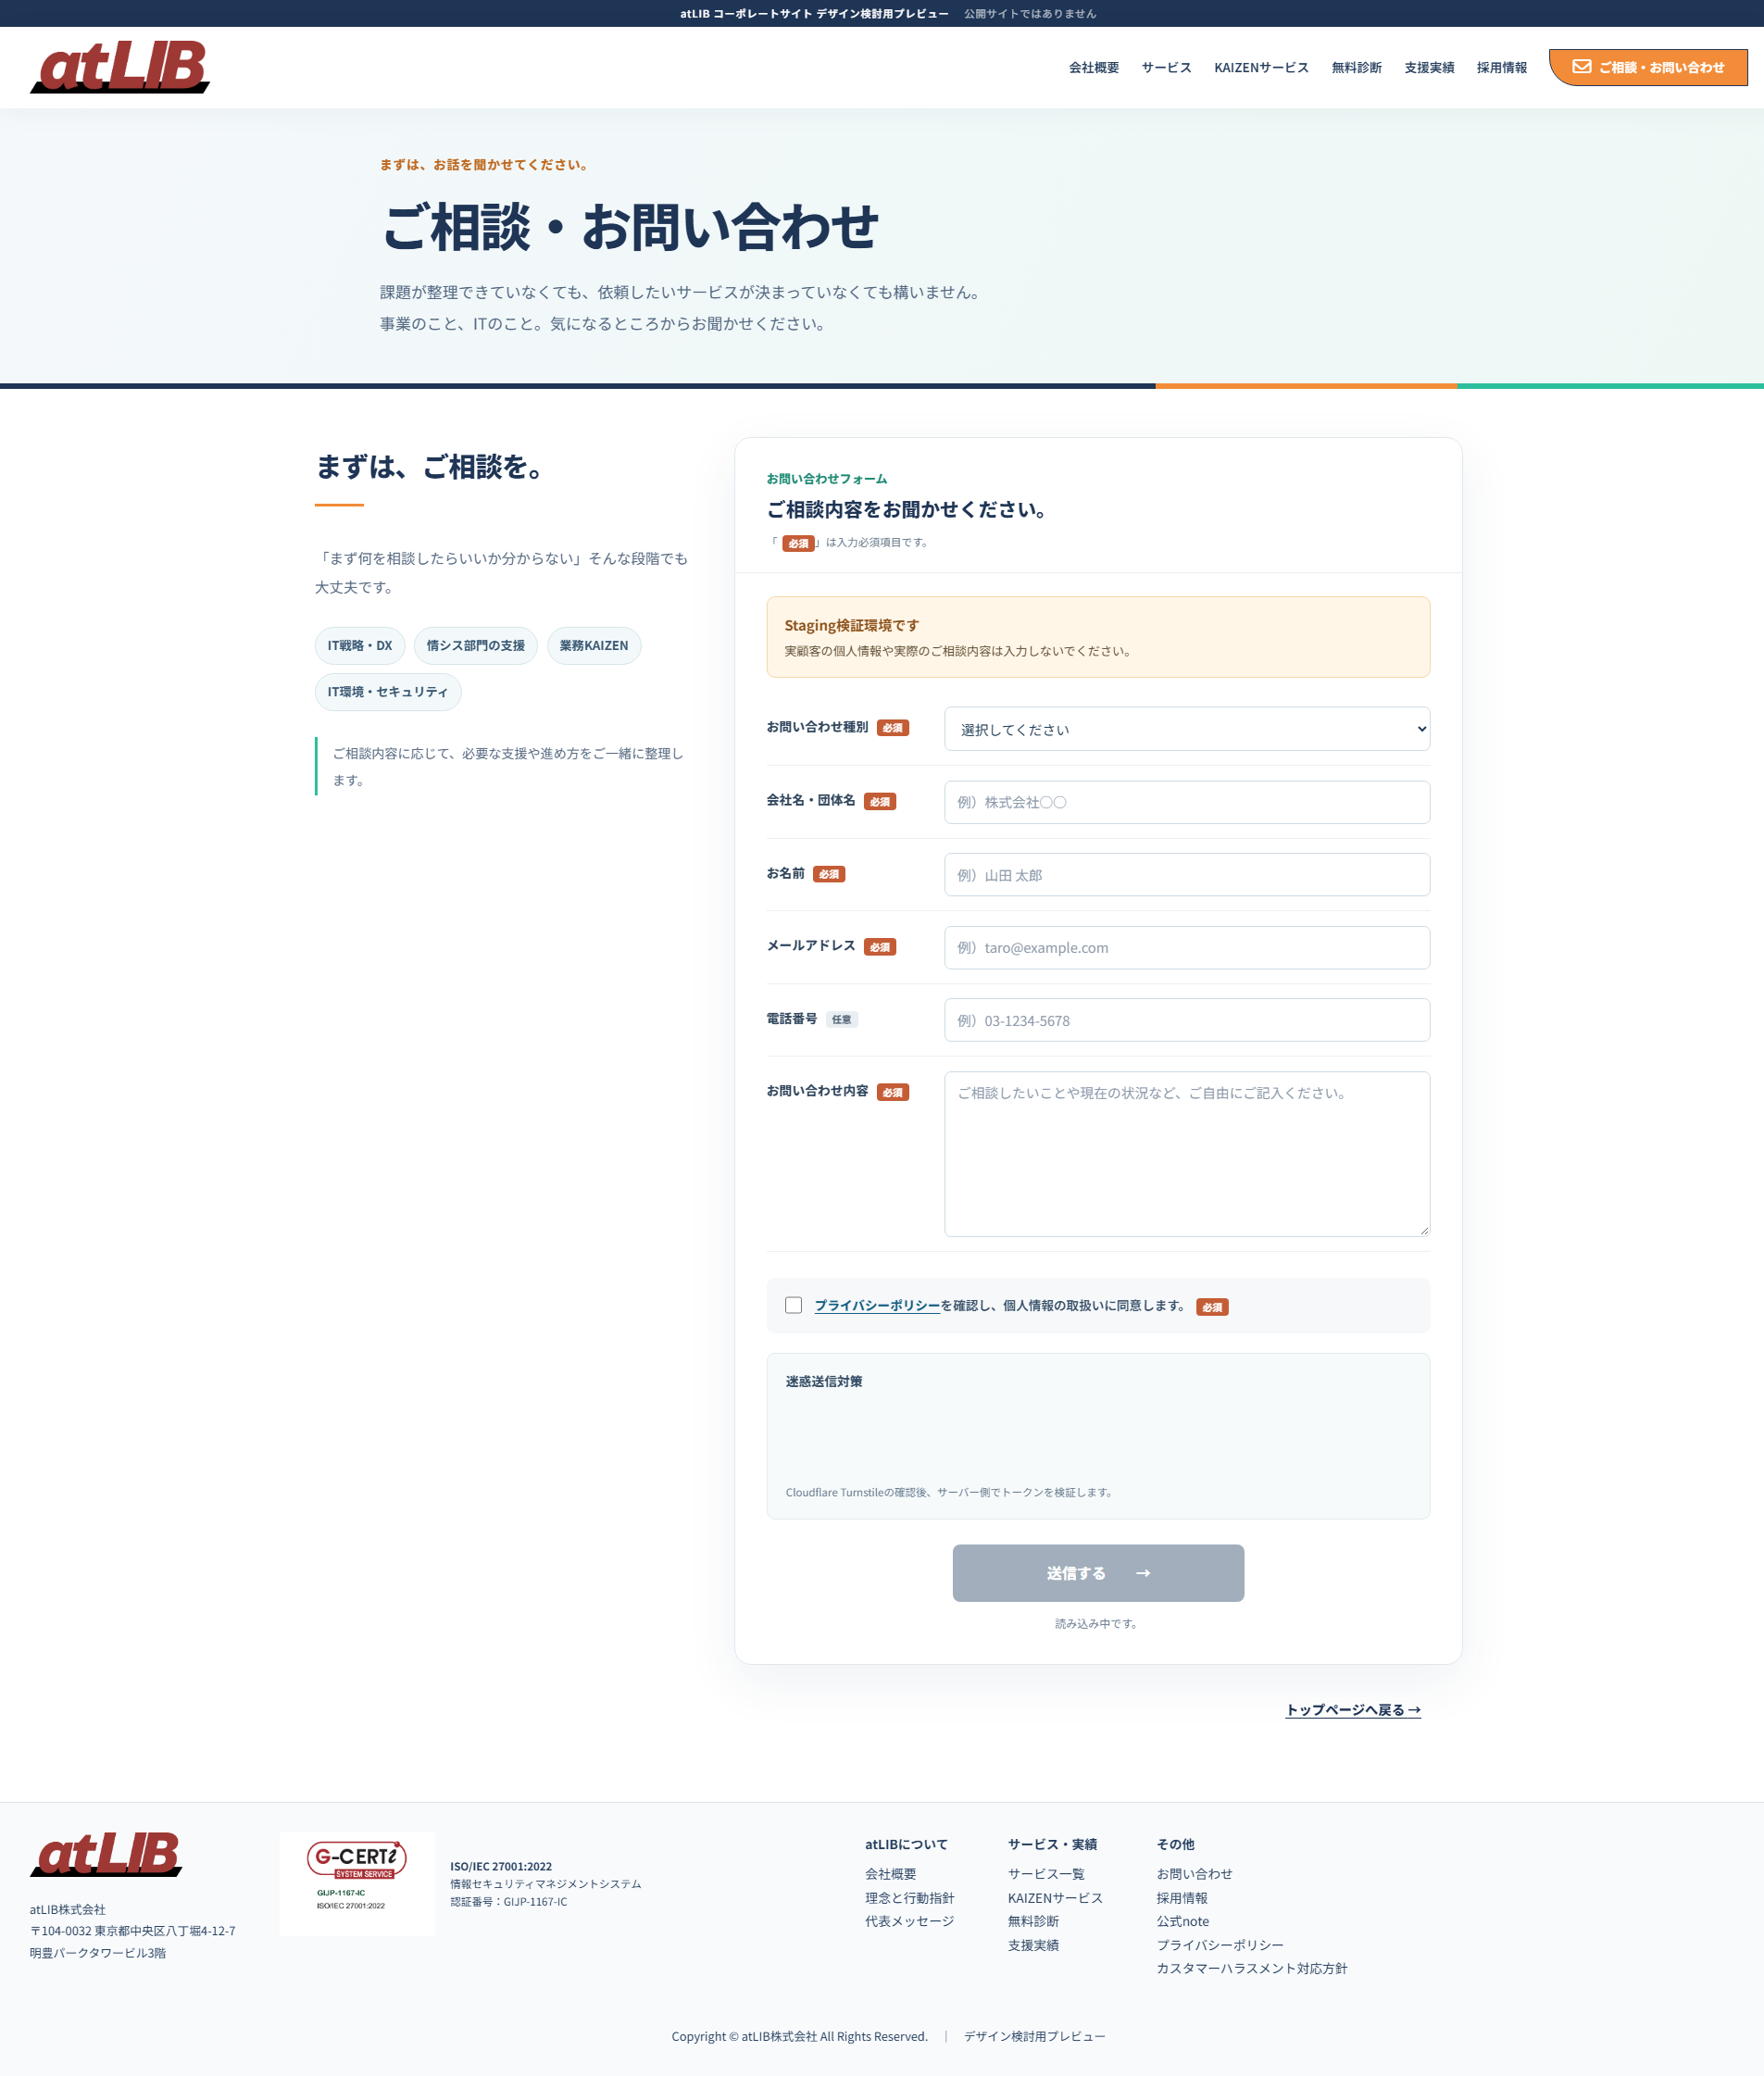 atLIB コーポレートサイト デザイン検討用プレビュー 公開サイトではありません
atLIB
会社概要 サービス KAIZENサービス 無料診断 支援実績 採用情報 ご相談・お問い合わせ
まずは、お話を聞かせてください。
ご相談・お問い合わせ
課題が整理できていなくても、依頼したいサービスが決まっていなくても構いません。
事業のこと、ITのこと。気になるところからお聞かせください。
まずは、ご相談を。
「まず何を相談したらいいか分からない」そんな段階でも
大丈夫です。
IT戦略・DX 情シス部門の支援 業務KAIZEN
IT環境・セキュリティ
ご相談内容に応じて、必要な支援や進め方をご一緒に整理し
ます。
お問い合わせフォーム
ご相談内容をお聞かせください。
「 必須 」は入力必須項目です。
Staging検証環境です
実顧客の個人情報や実際のご相談内容は入力しないでください。
お問い合わせ種別 必須 選択してください
会社名・団体名 必須 例）株式会社〇〇
お名前 必須 例）山田 太郎
メールアドレス 必須 例）taro@example.com
電話番号 任意 例）03-1234-5678
お問い合わせ内容 必須 ご相談したいことや現在の状況など、ご自由にご記入ください。
プライバシーポリシーを確認し、個人情報の取扱いに同意します。 必須
迷惑送信対策
Cloudflare Turnstileの確認後、サーバー側でトークンを検証します。
送信する →
読み込み中です。
トップページへ戻る →
atLIB
atLIB株式会社
〒104-0032 東京都中央区八丁堀4-12-7
明豊パークタワービル3階
G-CERTi
SYSTEM SERVICE
GIJP-1167-IC
ISO/IEC 27001:2022
ISO/IEC 27001:2022
情報セキュリティマネジメントシステム
認証番号：GIJP-1167-IC
atLIBについて
会社概要
理念と行動指針
代表メッセージ
サービス・実績
サービス一覧
KAIZENサービス
無料診断
支援実績
その他
お問い合わせ
採用情報
公式note
プライバシーポリシー
カスタマーハラスメント対応方針
Copyright © atLIB株式会社 All Rights Reserved. ｜ デザイン検討用プレビュー